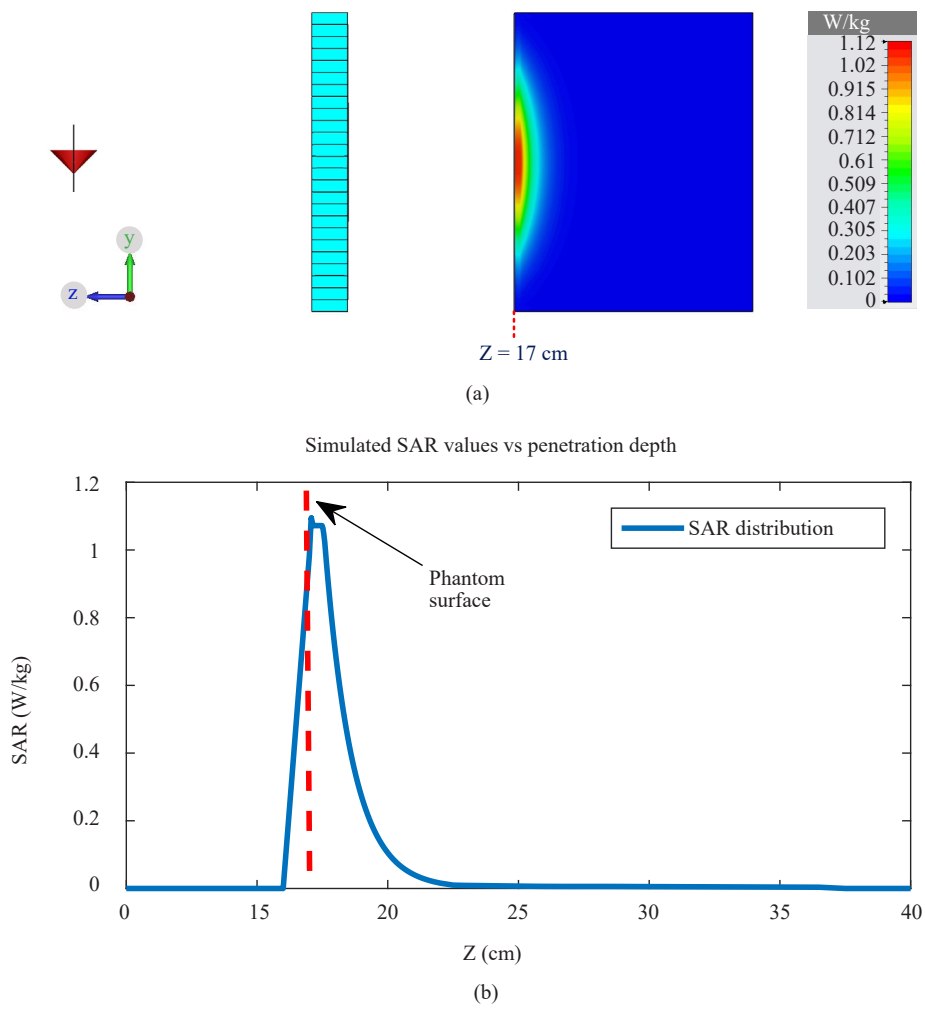 W/kg
1.12
1.02
0.915
0.814
0.712
0.61
0.509
0.407
0.305
0.203
0.102
0
y
z
Z = 17 cm
(a)
Simulated SAR values vs penetration depth
1.2
1
0.8
0.6
0.4
0.2
0
SAR (W/kg)
SAR distribution
Phantom
surface
0 15 20 25 30 35 40
Z (cm)
(b)